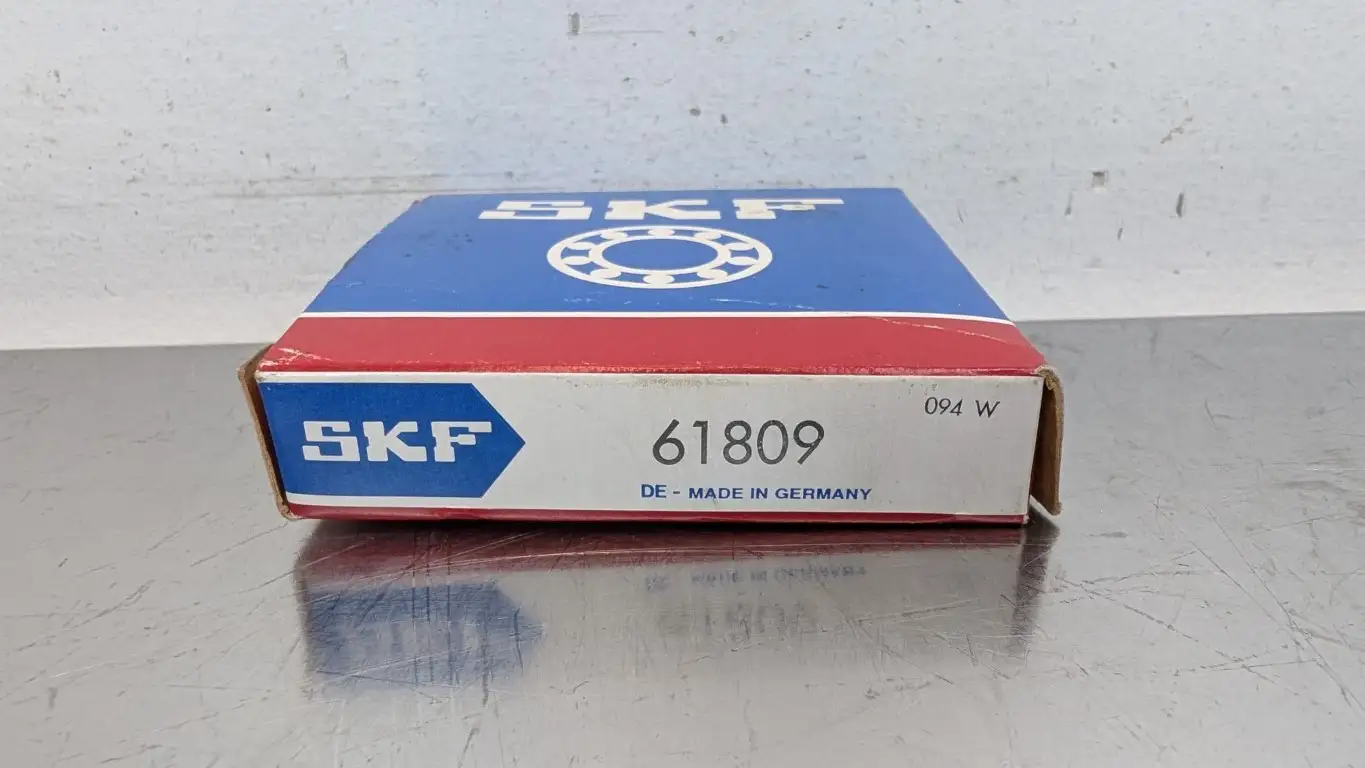 SKF
SKF
094 W
61809
DE - MADE IN GERMANY